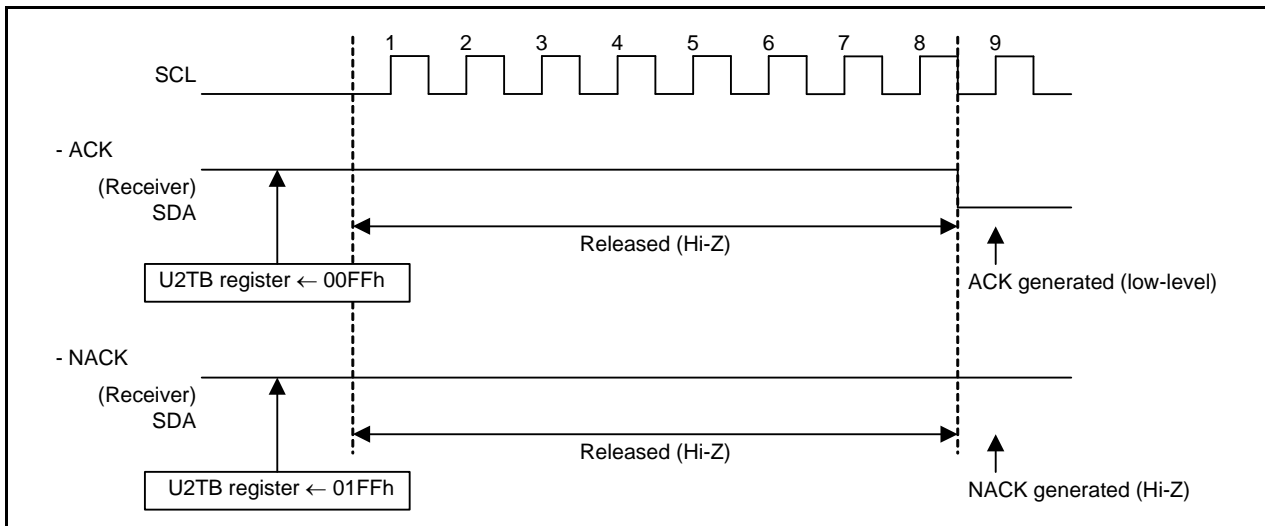 1 2 3 4 5 6 7 8 9
SCL
- ACK
(Receiver)
SDA
Released (Hi-Z)
U2TB register ← 00FFh
ACK generated (low-level)
- NACK
(Receiver)
SDA
Released (Hi-Z)
U2TB register ← 01FFh
NACK generated (Hi-Z)